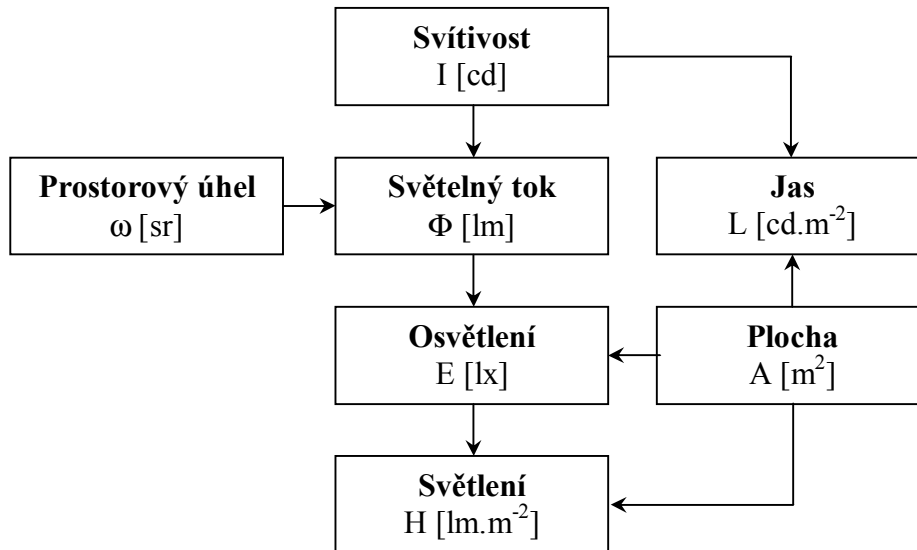 Svítivost
I [cd]
Prostorový úhel
ω [sr]
Světelný tok
Φ [lm]
Jas
L [cd.m⁻²]
Osvětlení
E [lx]
Plocha
A [m²]
Světlení
H [lm.m⁻²]